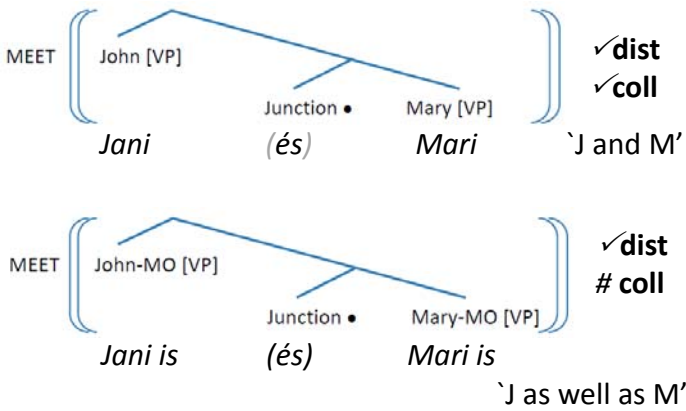 MEET John [VP] ✓dist
✓coll
Junction • Mary [VP]
Jani (és) Mari `J and M’
MEET John-MO [VP] ✓dist
# coll
Junction • Mary-MO [VP]
Jani is (és) Mari is
`J as well as M’